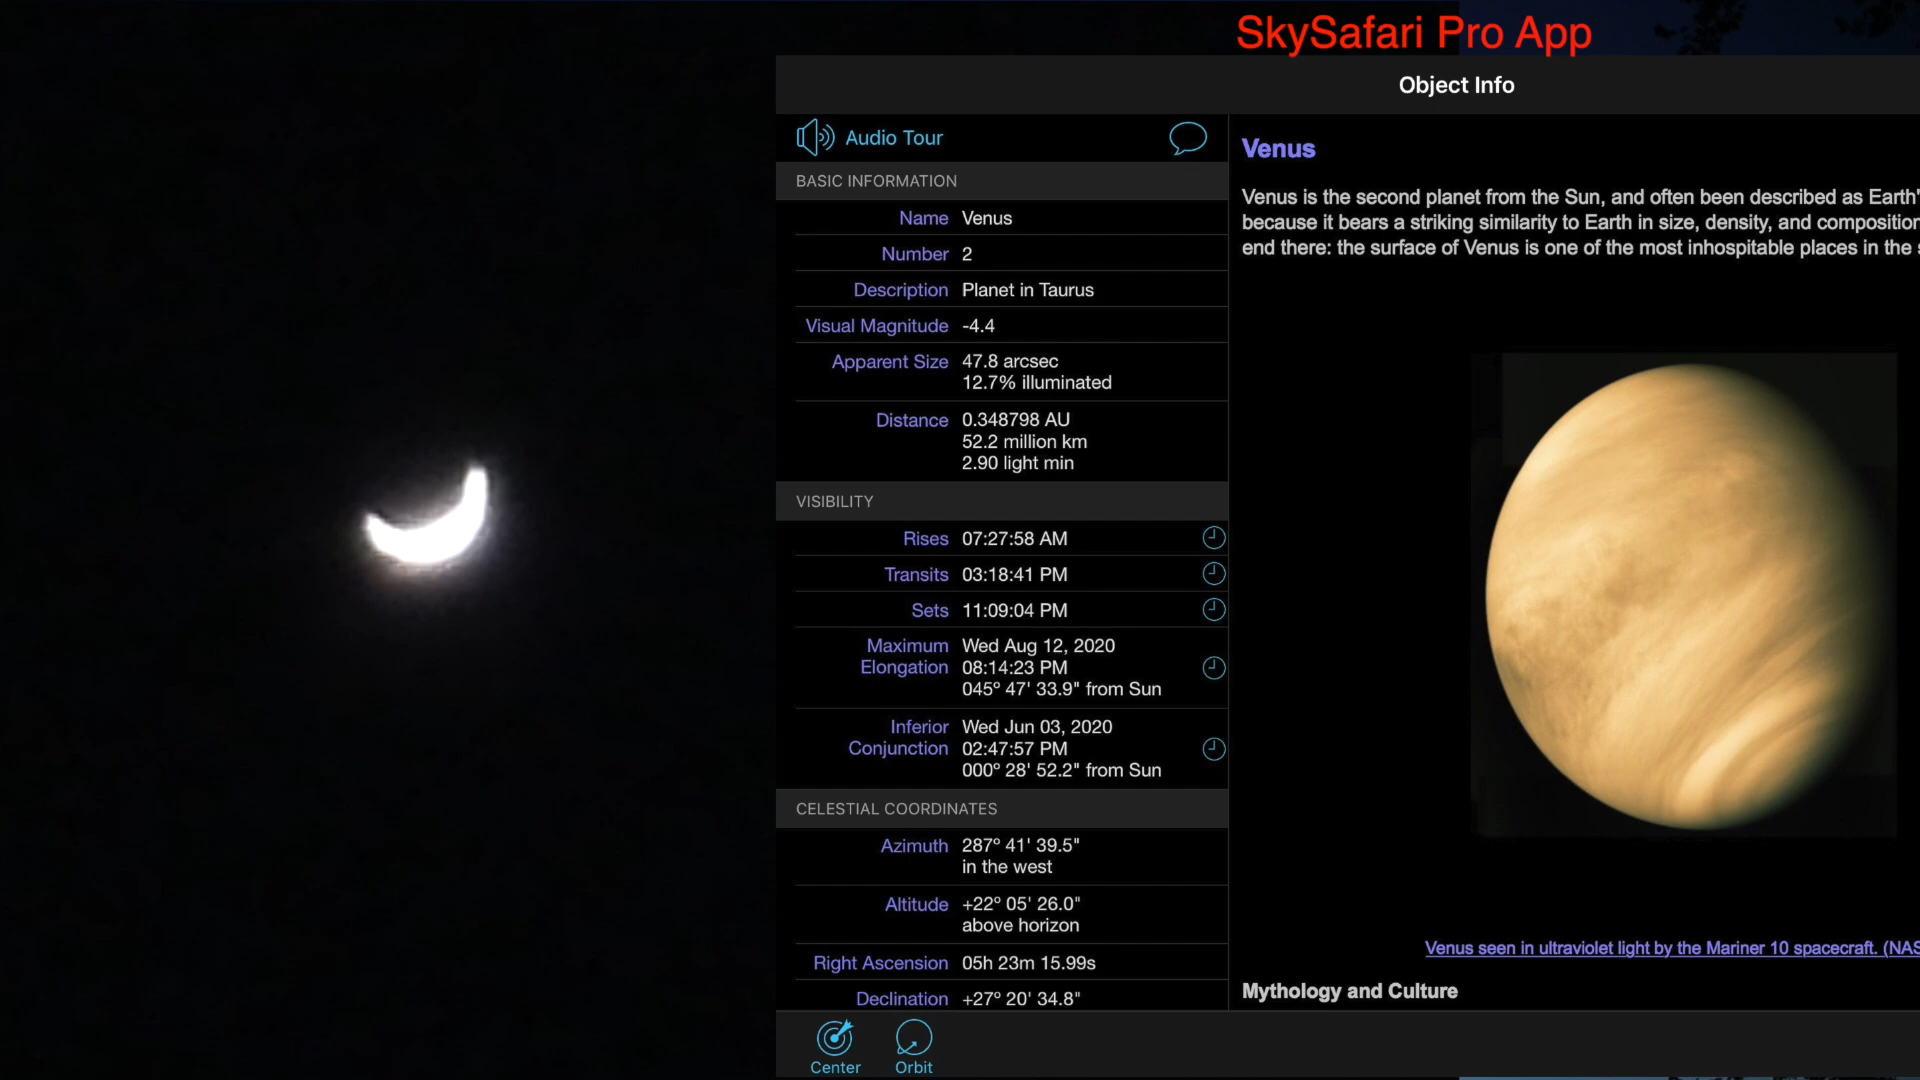 SkySafari Pro App
Object Info
Audio Tour
BASIC INFORMATION
Name Venus
Number 2
Description Planet in Taurus
Visual Magnitude -4.4
Apparent Size 47.8 arcsec
12.7% illuminated
Distance 0.348798 AU
52.2 million km
2.90 light min
VISIBILITY
Rises 07:27:58 AM
Transits 03:18:41 PM
Sets 11:09:04 PM
Maximum Wed Aug 12, 2020
Elongation 08:14:23 PM
045° 47' 33.9" from Sun
Inferior Wed Jun 03, 2020
Conjunction 02:47:57 PM
000° 28' 52.2" from Sun
CELESTIAL COORDINATES
Azimuth 287° 41' 39.5"
in the west
Altitude +22° 05' 26.0"
above horizon
Right Ascension 05h 23m 15.99s
Declination +27° 20' 34.8"
Center Orbit
Venus
Venus is the second planet from the Sun, and often been described as Earth'
because it bears a striking similarity to Earth in size, density, and composition
end there: the surface of Venus is one of the most inhospitable places in the s
Venus seen in ultraviolet light by the Mariner 10 spacecraft. (NAS
Mythology and Culture